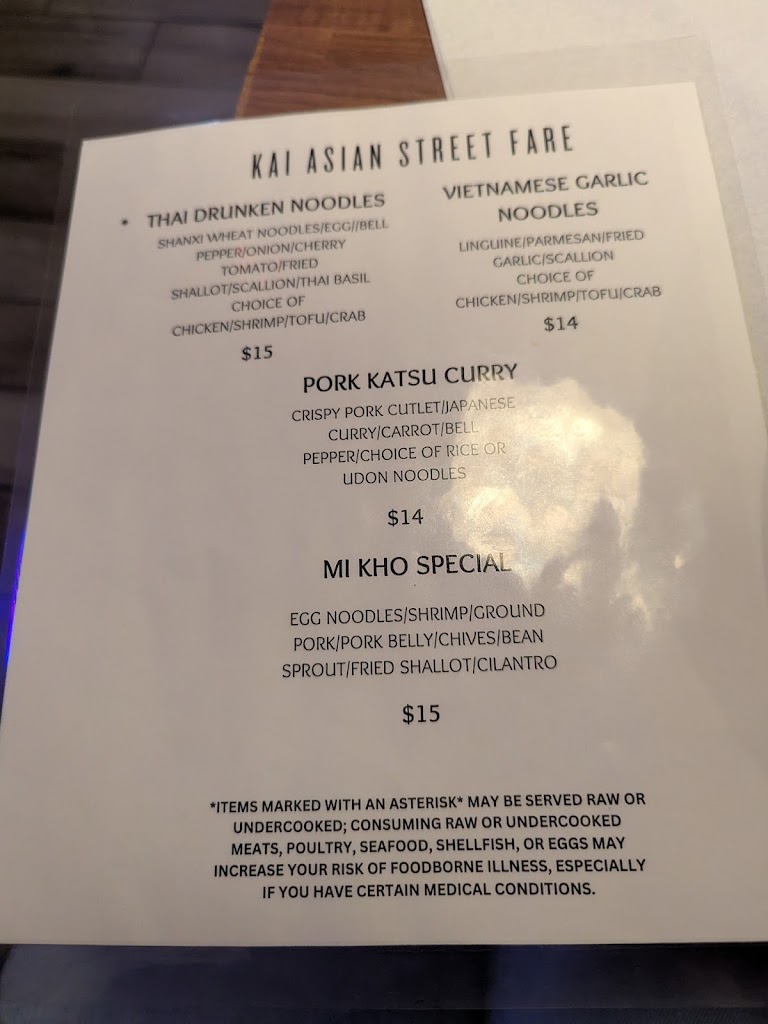 KAI ASIAN STREET FARE
• THAI DRUNKEN NOODLES
SHANXI WHEAT NOODLES/EGG//BELL
PEPPER/ONION/CHERRY
TOMATO/FRIED
SHALLOT/SCALLION/THAI BASIL
CHOICE OF
CHICKEN/SHRIMP/TOFU/CRAB
$15
VIETNAMESE GARLIC
NOODLES
LINGUINE/PARMESAN/FRIED
GARLIC/SCALLION
CHOICE OF
CHICKEN/SHRIMP/TOFU/CRAB
$14
PORK KATSU CURRY
CRISPY PORK CUTLET/JAPANESE
CURRY/CARROT/BELL
PEPPER/CHOICE OF RICE OR
UDON NOODLES
$14
MI KHO SPECIAL
EGG NOODLES/SHRIMP/GROUND
PORK/PORK BELLY/CHIVES/BEAN
SPROUT/FRIED SHALLOT/CILANTRO
$15
*ITEMS MARKED WITH AN ASTERISK* MAY BE SERVED RAW OR
UNDERCOOKED; CONSUMING RAW OR UNDERCOOKED
MEATS, POULTRY, SEAFOOD, SHELLFISH, OR EGGS MAY
INCREASE YOUR RISK OF FOODBORNE ILLNESS, ESPECIALLY
IF YOU HAVE CERTAIN MEDICAL CONDITIONS.